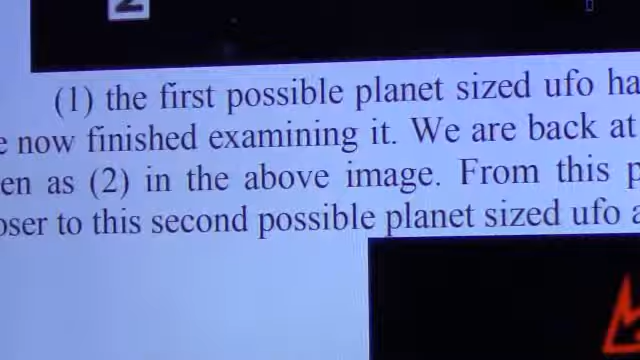 2
(1) the first possible planet sized ufo ha
e now finished examining it. We are back at
en as (2) in the above image. From this p
oser to this second possible planet sized ufo a